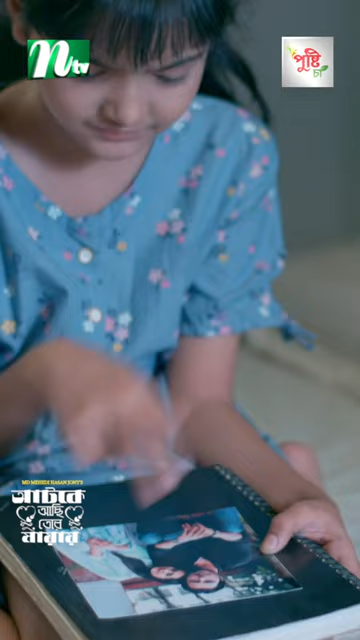 ntv
পুষ্টি
চা
MD MEHEDI HASAN JONY'S
আটকে
আছি
তোর
মায়ায়